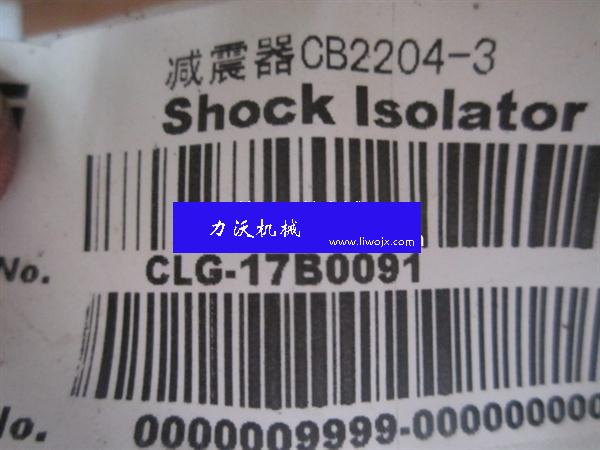 减震器CB2204-3
Shock Isolator
力沃机械
www.liwojx.com
No. CLG-17B0091
No. 0000009999-000000000